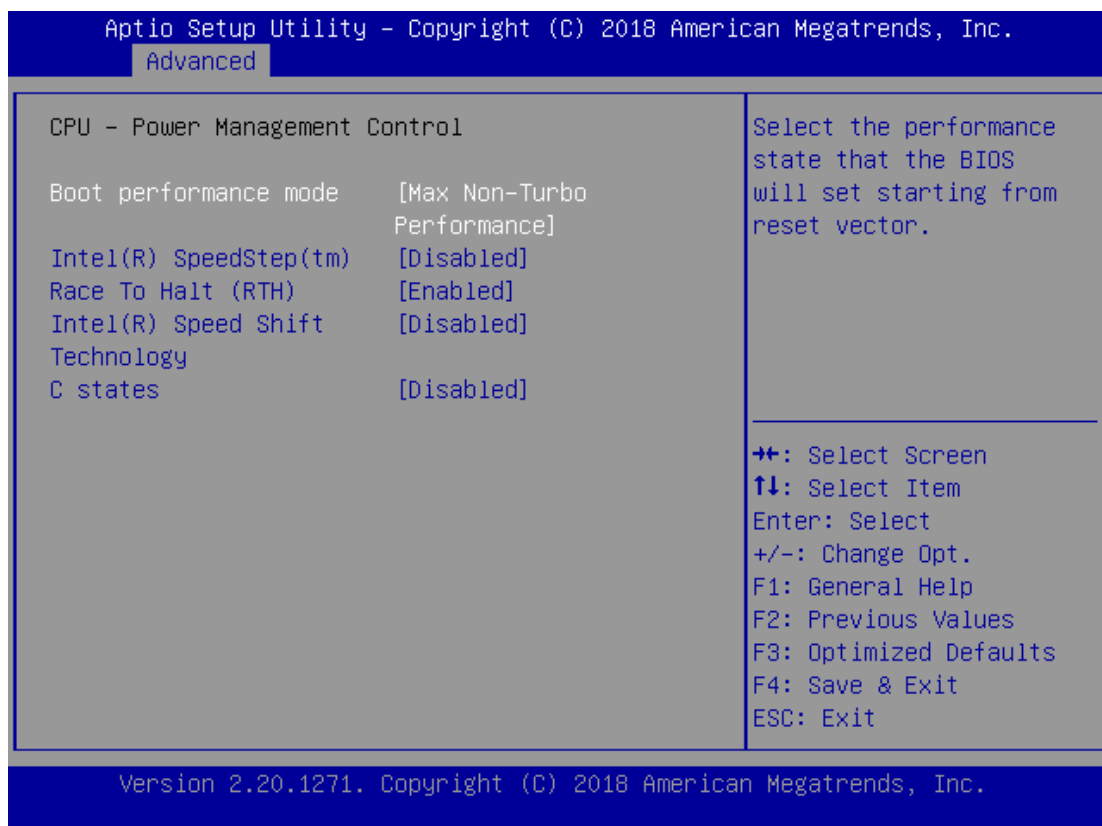 Aptio Setup Utility – Copyright (C) 2018 American Megatrends, Inc.
Advanced
CPU – Power Management Control
Boot performance mode [Max Non-Turbo
Performance]
Intel(R) SpeedStep(tm) [Disabled]
Race To Halt (RTH) [Enabled]
Intel(R) Speed Shift [Disabled]
Technology
C states [Disabled]
Select the performance
state that the BIOS
will set starting from
reset vector.
→←: Select Screen
↑↓: Select Item
Enter: Select
+/-: Change Opt.
F1: General Help
F2: Previous Values
F3: Optimized Defaults
F4: Save & Exit
ESC: Exit
Version 2.20.1271. Copyright (C) 2018 American Megatrends, Inc.